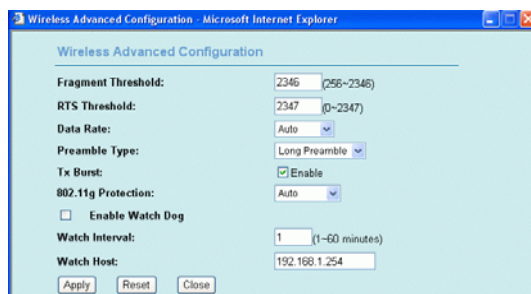 Wireless Advanced Configuration - Microsoft Internet Explorer
Wireless Advanced Configuration
Fragment Threshold: 2346 (256~2346)
RTS Threshold: 2347 (0~2347)
Data Rate: Auto
Preamble Type: Long Preamble
Tx Burst: Enable
802.11g Protection: Auto
Enable Watch Dog
Watch Interval: 1 (1~60 minutes)
Watch Host: 192.168.1.254
Apply Reset Close